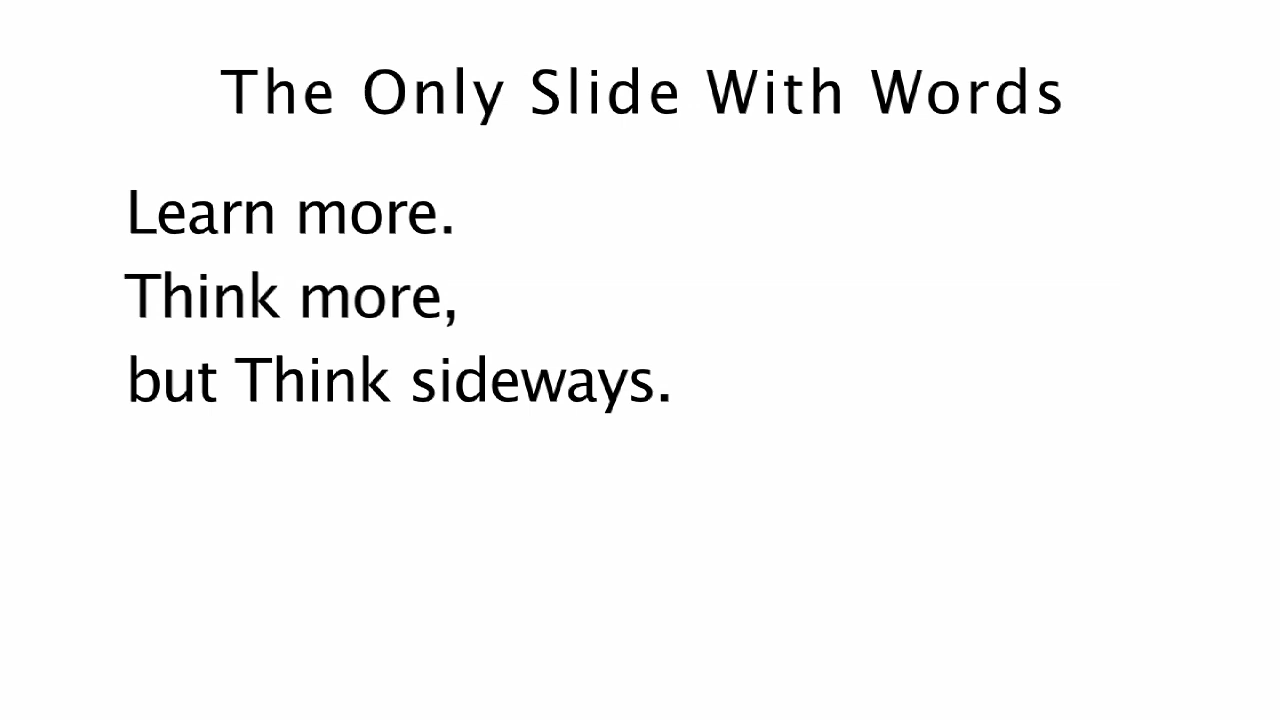 The Only Slide With Words
Learn more.
Think more,
but Think sideways.